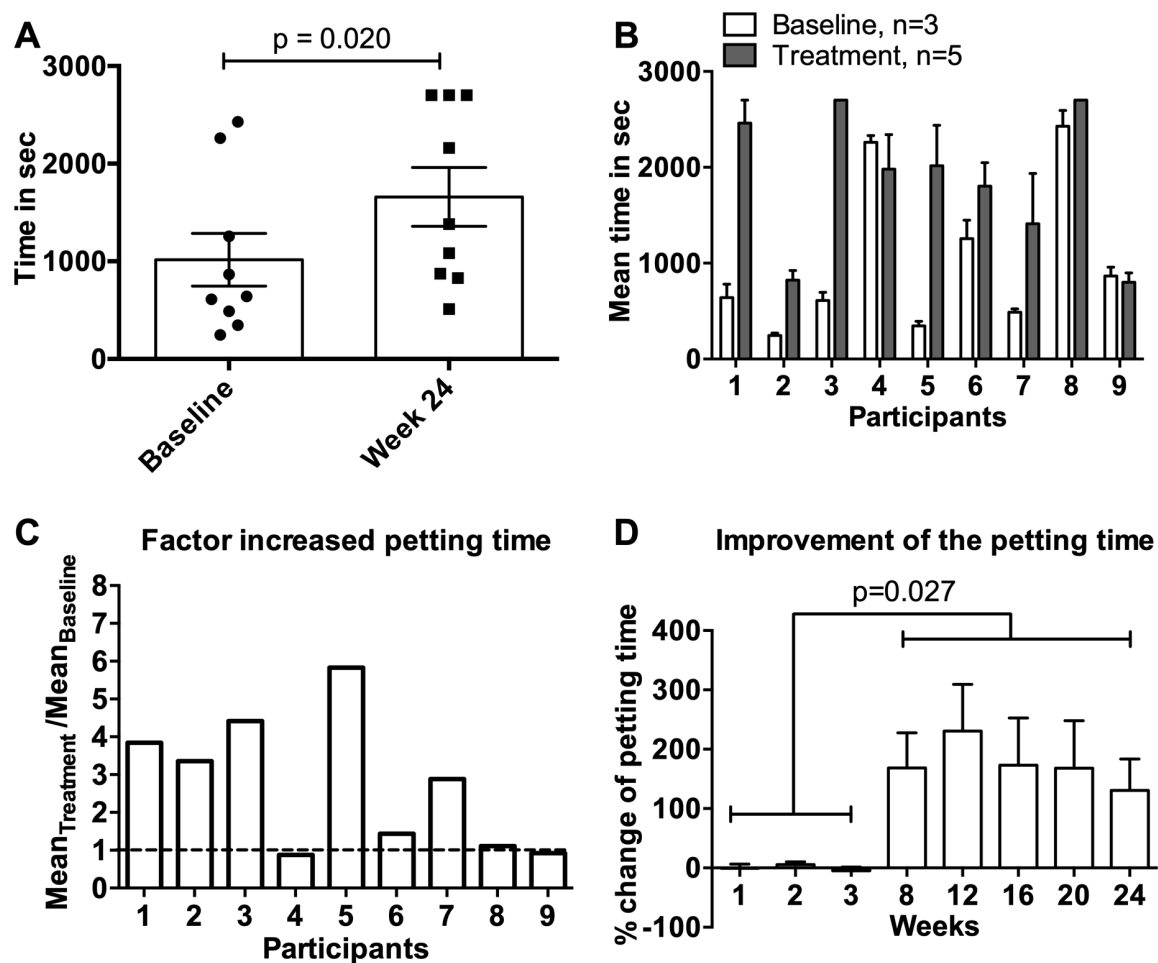 A
p = 0.020
Time in sec
3000
2000
1000
0
Baseline
Week 24
B
Baseline, n=3
Treatment, n=5
Mean time in sec
3000
2000
1000
0
1 2 3 4 5 6 7 8 9
Participants
C
Factor increased petting time
MeanTreatment/MeanBaseline
8
7
6
5
4
3
2
1
0
1 2 3 4 5 6 7 8 9
Participants
D
Improvement of the petting time
p=0.027
% change of petting time
400
300
200
100
0
-100
1 2 3 8 12 16 20 24
Weeks